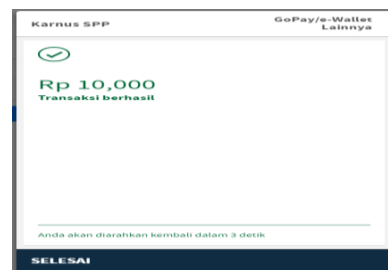 Karnus SPP
GoPay/e-Wallet
Lainnya
Rp 10,000
Transaksi berhasil
Anda akan diarahkan kembali dalam 3 detik
SELESAI